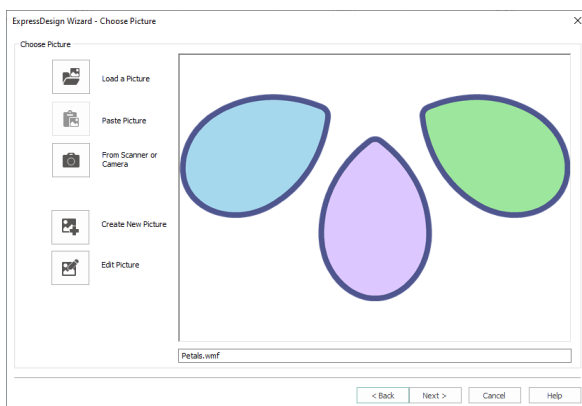 ExpressDesign Wizard - Choose Picture
Choose Picture
Load a Picture
Paste Picture
From Scanner or
Camera
Create New Picture
Edit Picture
Petals.wmf
< Back
Next >
Cancel
Help